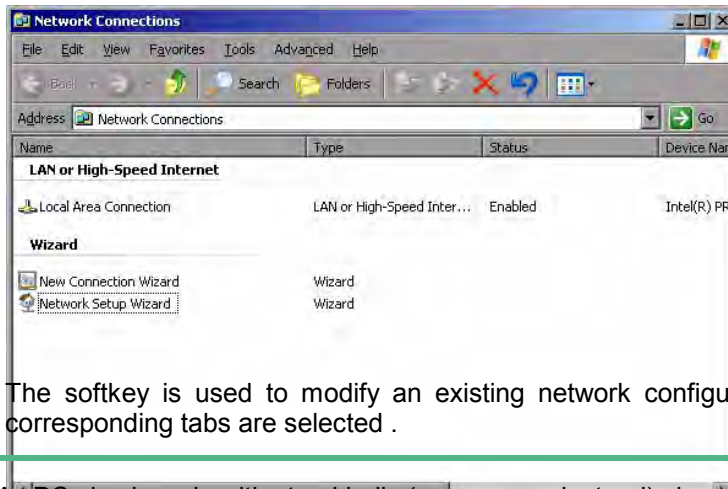 Network Connections
File Edit View Favorites Tools Advanced Help
Back Search Folders
Address Network Connections Go
Name Type Status Device Nar
LAN or High-Speed Internet
Local Area Connection LAN or High-Speed Inter... Enabled Intel(R) PR
Wizard
New Connection Wizard Wizard
Network Setup Wizard Wizard
The softkey is used to modify an existing network configu
corresponding tabs are selected .